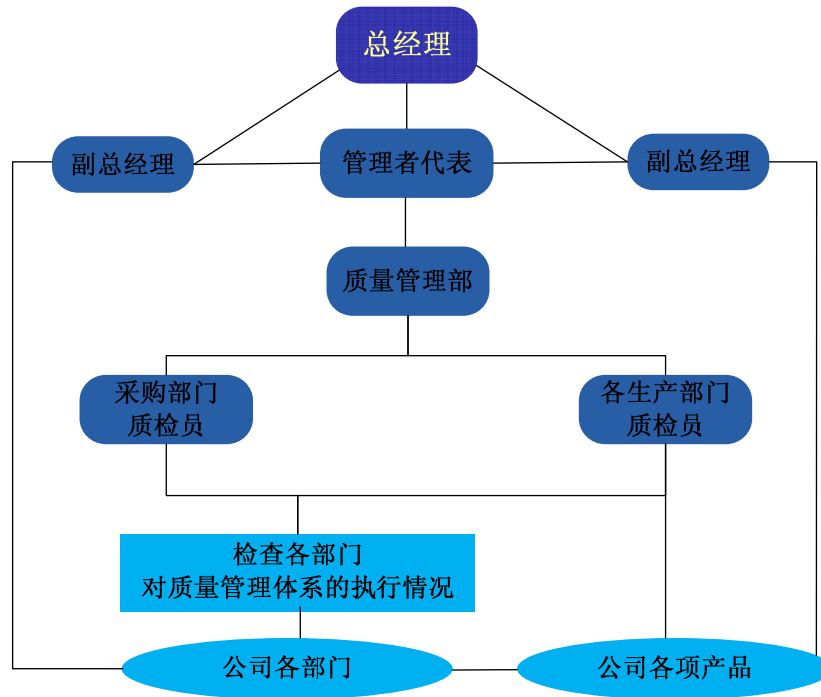 总经理
副总经理
管理者代表
副总经理
质量管理部
采购部门
质检员
各生产部门
质检员
检查各部门
对质量管理体系的执行情况
公司各部门
公司各项产品